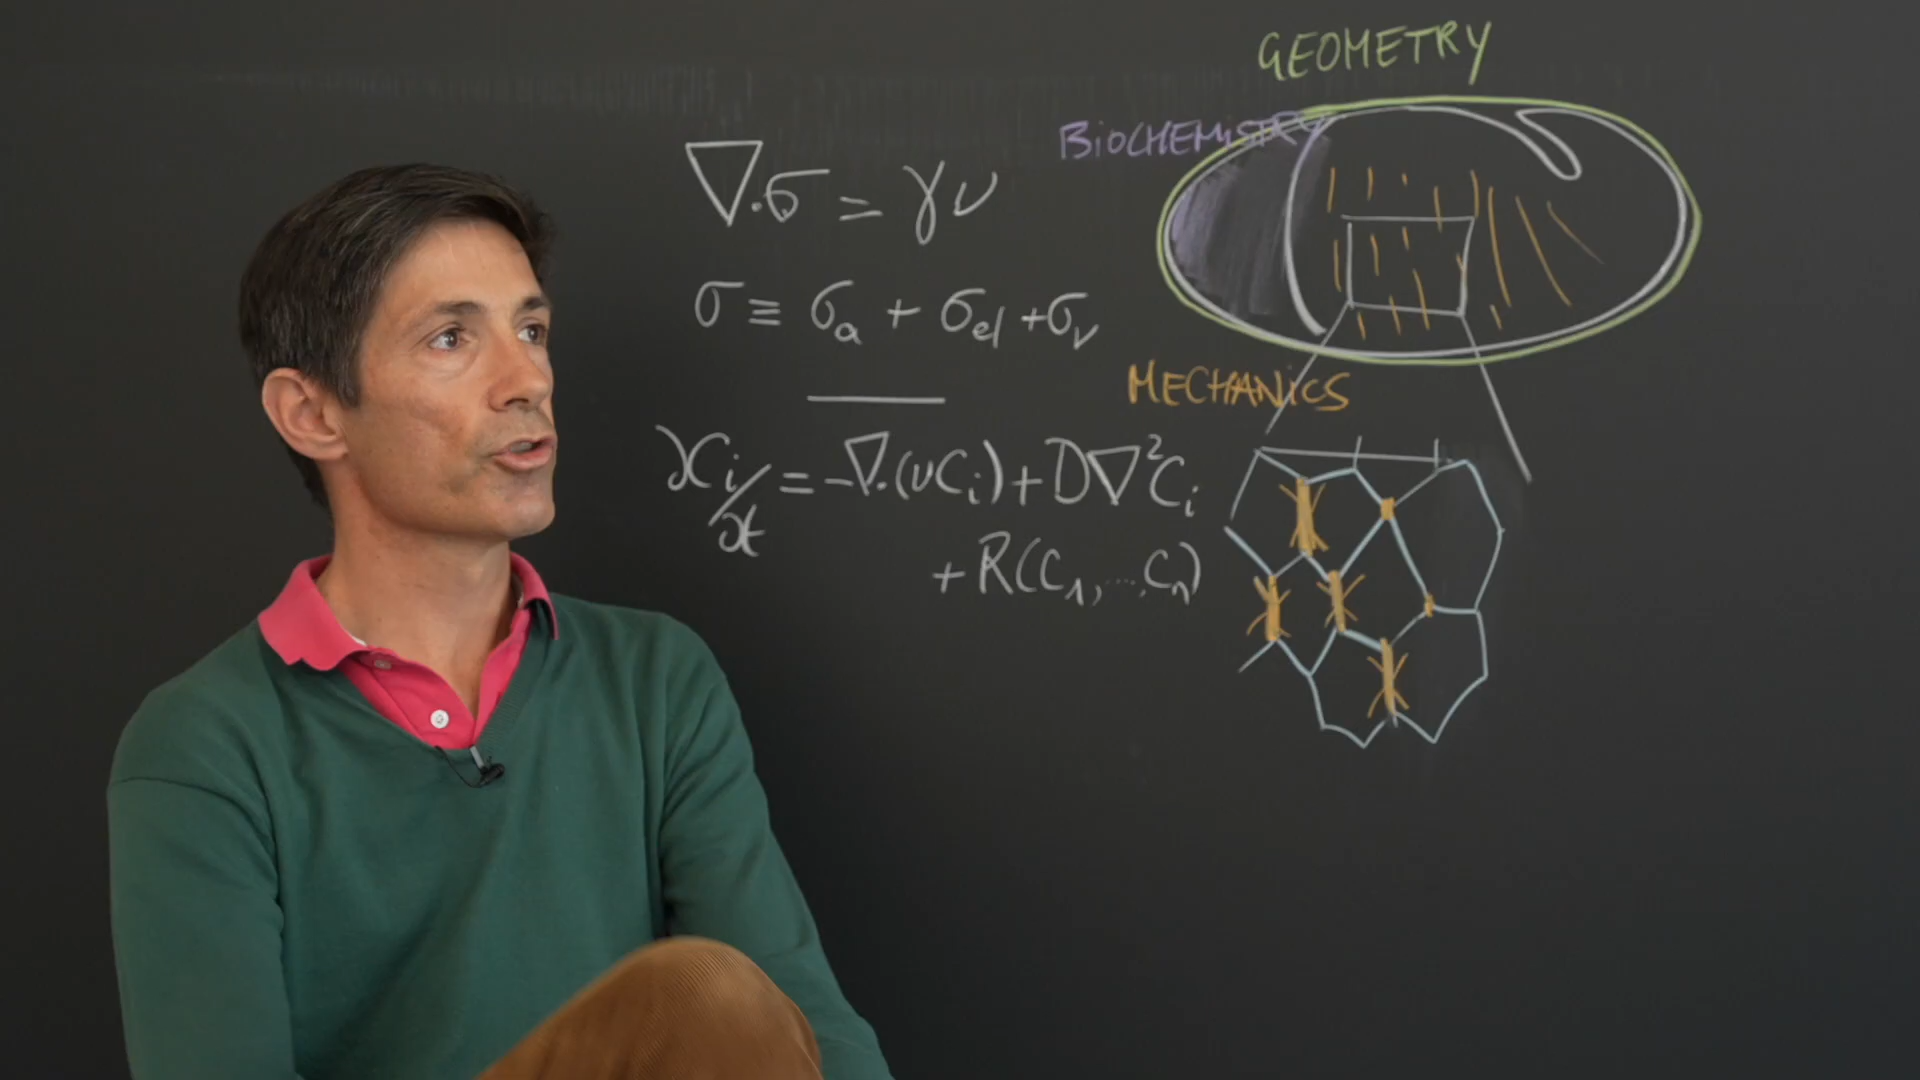 GEOMETRY
BIOCHEMISTRY
∇·σ = γv
σ ≡ σₐ + σₑₗ + σᵥ
MECHANICS
∂Cᵢ/∂t = -∇·(vCᵢ) + D∇²Cᵢ
+ R(C₁, ..., Cₙ)